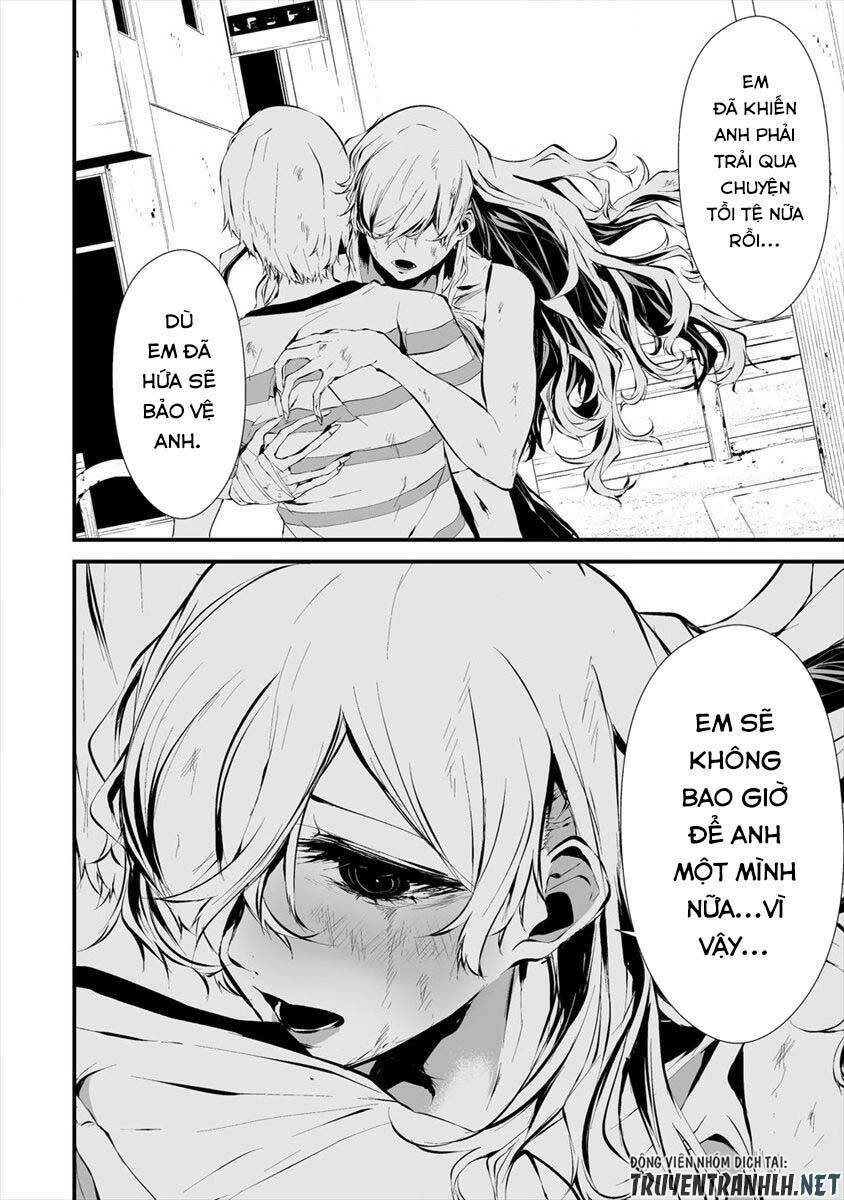 EM
ĐÃ KHIẾN
ANH PHẢI
TRẢI QUA
CHUYỆN
TỒI TỆ NỮA
RỒI...
DÙ
EM ĐÃ
HỨA SẼ
BẢO VỆ
ANH.
EM SẼ
KHÔNG
BAO GIỜ
ĐỂ ANH
MỘT MÌNH
NỮA...VÌ
VẬY...
ĐỘNG VIÊN NHÓM DỊCH TẠI:
TRUYENTRANHLH.NET